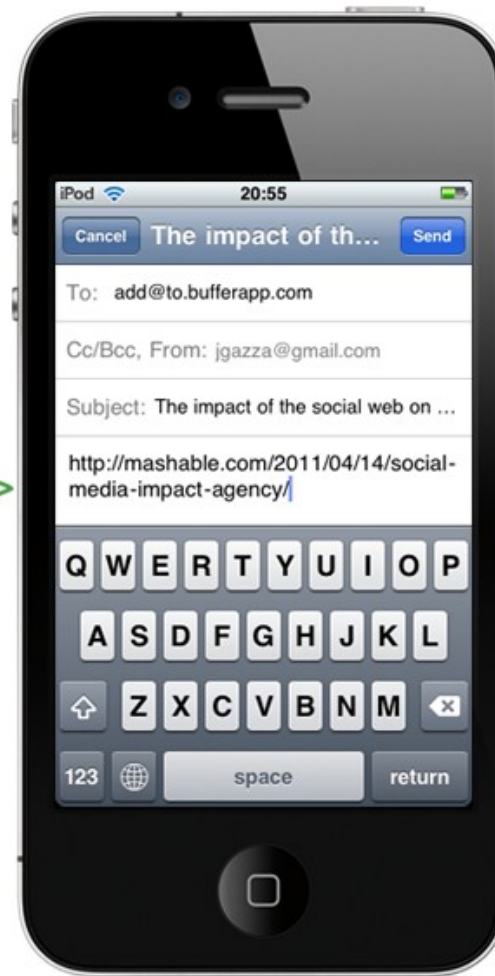 iPod 20:55
Cancel The impact of th... Send
To: add@to.bufferapp.com
Cc/Bcc, From: jgazza@gmail.com
Subject: The impact of the social web on ...
http://mashable.com/2011/04/14/social-
media-impact-agency/
Q W E R T Y U I O P
A S D F G H J K L
Z X C V B N M
123 space return